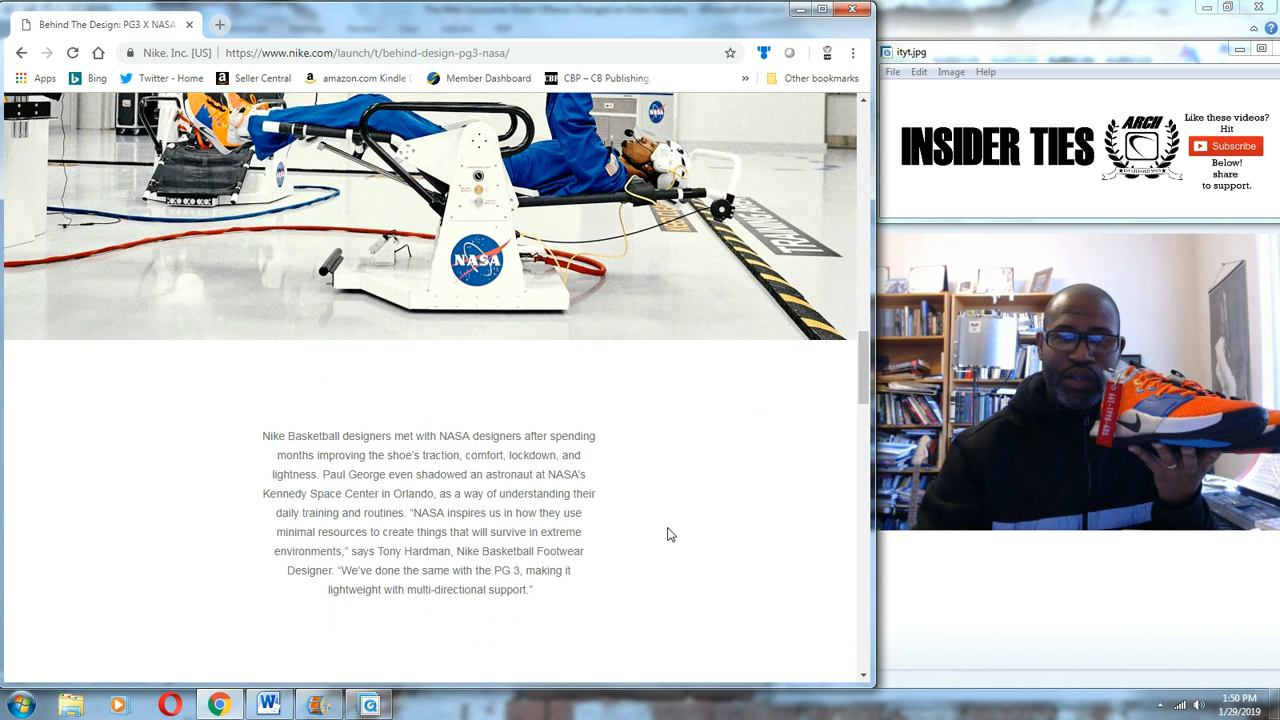 Behind The Design: PG3 X NASA
Nike, Inc. [US]
https://www.nike.com/launch/t/behind-design-pg3-nasa/
Apps
Bing
Twitter - Home
Seller Central
amazon.com Kindle
Member Dashboard
CBP – CB Publishing,
»
Other bookmarks
NASA
Nike Basketball designers met with NASA designers after spending
months improving the shoe's traction, comfort, lockdown, and
lightness. Paul George even shadowed an astronaut at NASA's
Kennedy Space Center in Orlando, as a way of understanding their
daily training and routines. “NASA inspires us in how they use
minimal resources to create things that will survive in extreme
environments,” says Tony Hardman, Nike Basketball Footwear
Designer. “We've done the same with the PG 3, making it
lightweight with multi-directional support.”
ityt.jpg
File Edit Image Help
INSIDER TIES
ARCH
Like these videos?
Hit
Subscribe
Below!
share
to support.
1:50 PM
1/29/2019